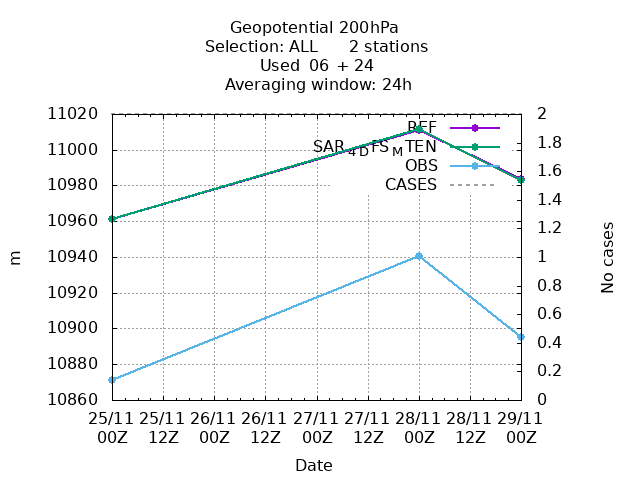 Geopotential 200hPa
Selection: ALL 2 stations
Used 06 + 24
Averaging window: 24h
11020
11000
10980
10960
10940
10920
10900
10880
10860
m
REF
SAR4DFSMTEN
OBS
CASES
2
1.8
1.6
1.4
1.2
1
0.8
0.6
0.4
0.2
0
No cases
25/11 25/11 26/11 26/11 27/11 27/11 28/11 28/11 29/11
00Z 12Z 00Z 12Z 00Z 12Z 00Z 12Z 00Z
Date